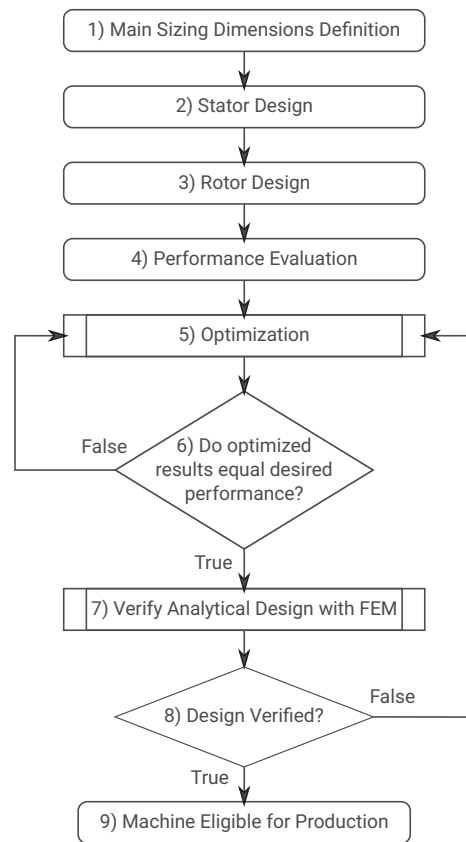 1) Main Sizing Dimensions Definition
2) Stator Design
3) Rotor Design
4) Performance Evaluation
5) Optimization
False
6) Do optimized
results equal desired
performance?
True
7) Verify Analytical Design with FEM
False
8) Design Verified?
True
9) Machine Eligible for Production